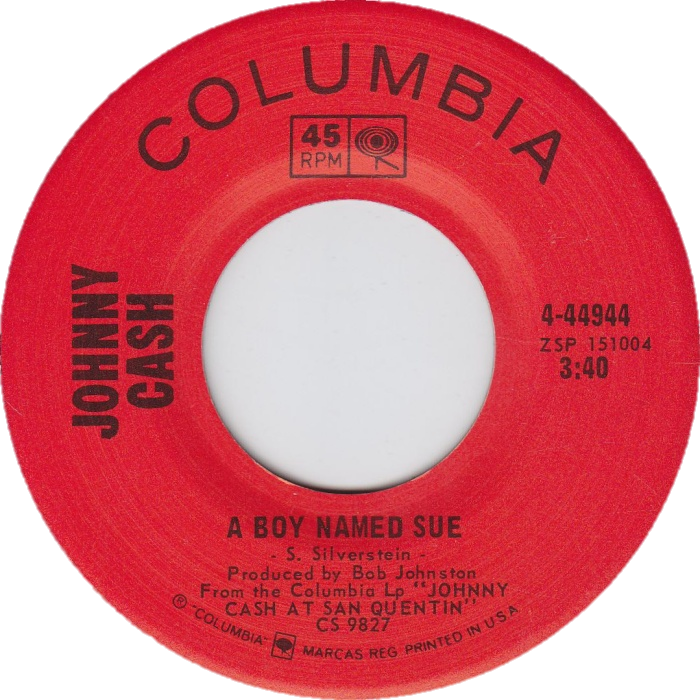 COLUMBIA
45
RPM
JOHNNY
CASH
4-44944
ZSP 151004
3:40
A BOY NAMED SUE
- S. Silverstein -
Produced by Bob Johnston
From the Columbia Lp "JOHNNY
CASH AT SAN QUENTIN"
CS 9827
® "COLUMBIA" MARCAS REG. PRINTED IN U.S.A.